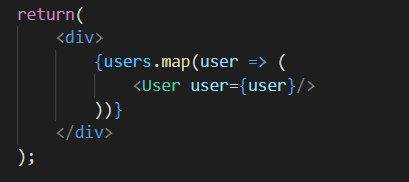 return(
    <div>
        {users.map(user => (
            <User user={user}/>
        ))}
    </div>
);